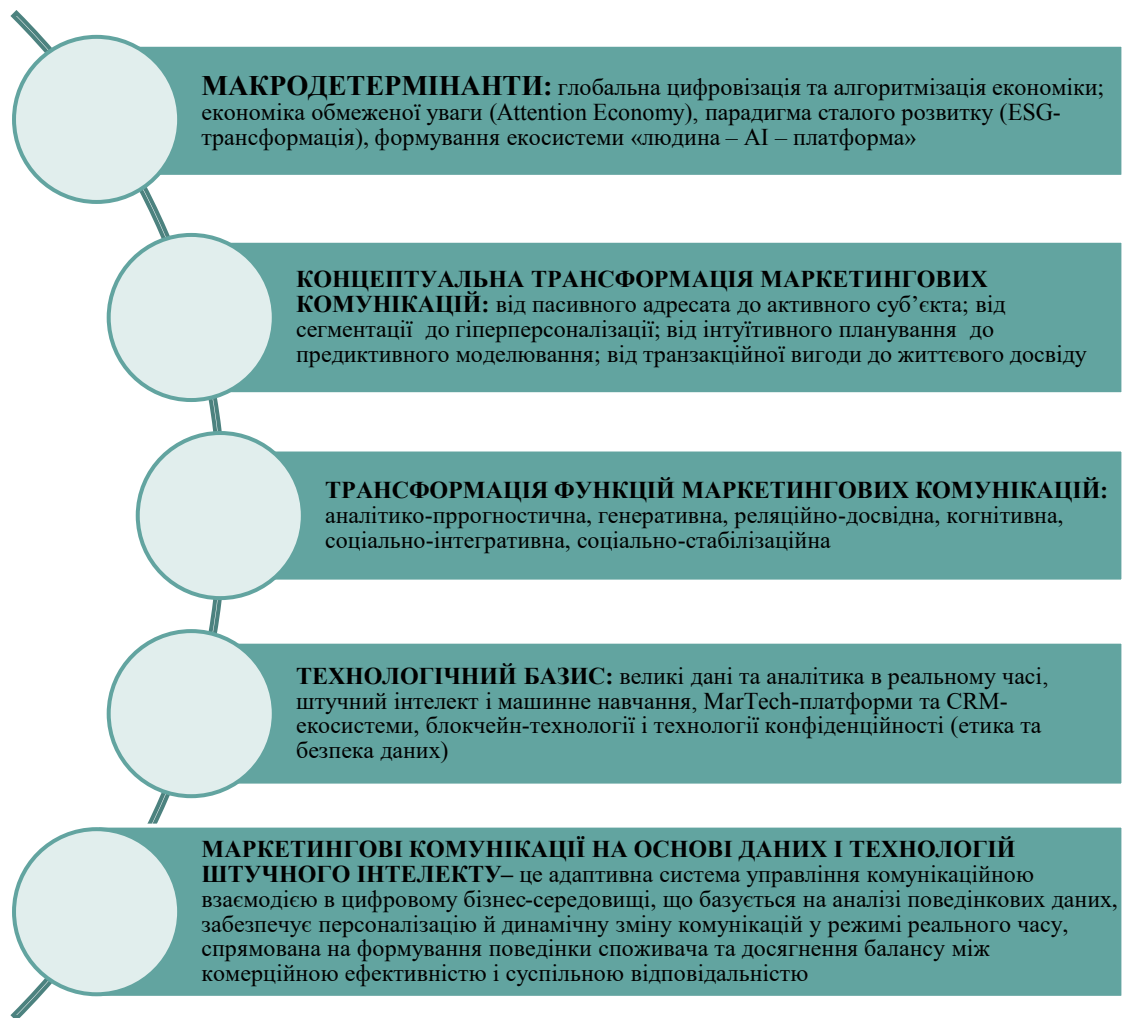 МАКРОДЕТЕРМІНАНТИ: глобальна цифровізація та алгоритмізація економіки;
економіка обмеженої уваги (Attention Economy), парадигма сталого розвитку (ESG-
трансформація), формування екосистеми «людина – AI – платформа»
КОНЦЕПТУАЛЬНА ТРАНСФОРМАЦІЯ МАРКЕТИНГОВИХ
КОМУНІКАЦІЙ: від пасивного адресата до активного суб’єкта; від
сегментації до гіперперсоналізації; від інтуїтивного планування до
предиктивного моделювання; від транзакційної вигоди до життєвого досвіду
ТРАНСФОРМАЦІЯ ФУНКЦІЙ МАРКЕТИНГОВИХ КОМУНІКАЦІЙ:
аналітико-пррогностична, генеративна, реляційно-досвідна, когнітивна,
соціально-інтегративна, соціально-стабілізаційна
ТЕХНОЛОГІЧНИЙ БАЗИС: великі дані та аналітика в реальному часі,
штучний інтелект і машинне навчання, MarTech-платформи та CRM-
екосистеми, блокчейн-технології і технології конфіденційності (етика та
безпека даних)
МАРКЕТИНГОВІ КОМУНІКАЦІЇ НА ОСНОВІ ДАНИХ І ТЕХНОЛОГІЙ
ШТУЧНОГО ІНТЕЛЕКТУ– це адаптивна система управління комунікаційною
взаємодією в цифровому бізнес-середовищі, що базується на аналізі поведінкових даних,
забезпечує персоналізацію й динамічну зміну комунікацій у режимі реального часу,
спрямована на формування поведінки споживача та досягнення балансу між
комерційною ефективністю і суспільною відповідальністю